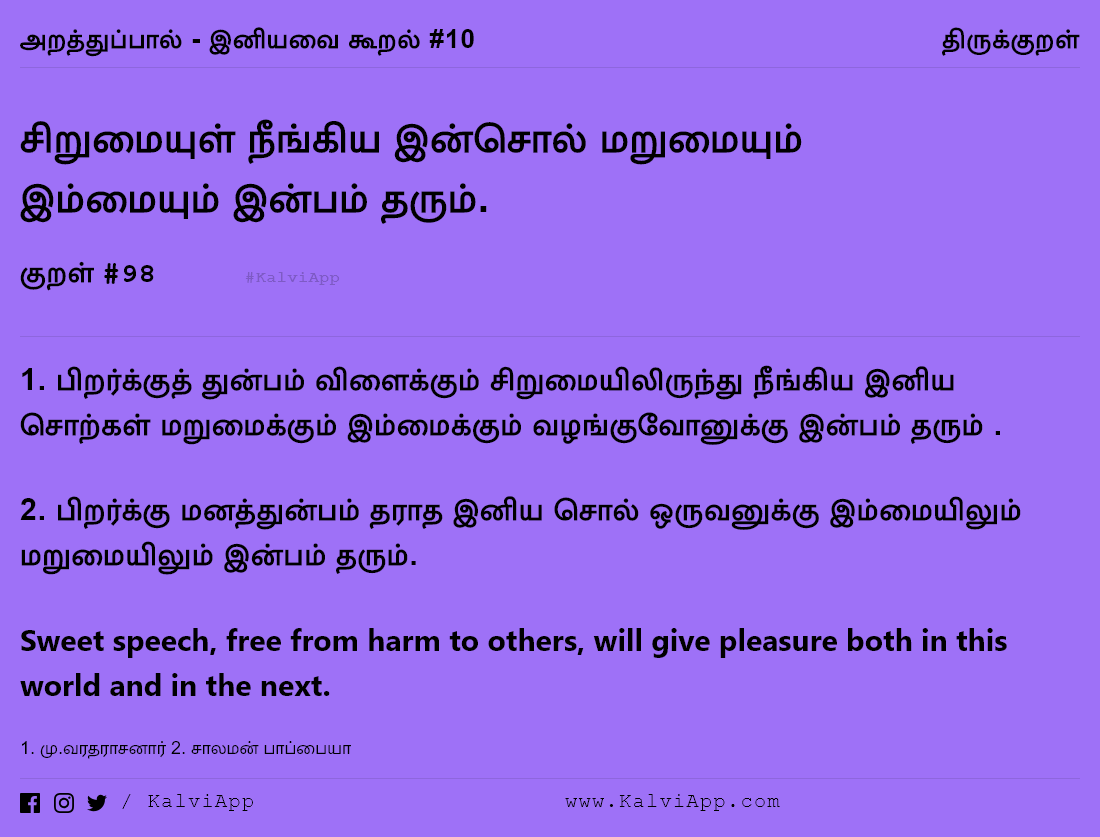 அறத்துப்பால் - இனியவை கூறல் #10
திருக்குறள்
சிறுமையுள் நீங்கிய இன்சொல் மறுமையும்
இம்மையும் இன்பம் தரும்.
குறள் #98
#KalviApp
1. பிறர்க்குத் துன்பம் விளைக்கும் சிறுமையிலிருந்து நீங்கிய இனிய
சொற்கள் மறுமைக்கும் இம்மைக்கும் வழங்குவோனுக்கு இன்பம் தரும் .
2. பிறர்க்கு மனத்துன்பம் தராத இனிய சொல் ஒருவனுக்கு இம்மையிலும்
மறுமையிலும் இன்பம் தரும்.
Sweet speech, free from harm to others, will give pleasure both in this
world and in the next.
1. மு.வரதராசனார் 2. சாலமன் பாப்பையா
/ KalviApp
www.KalviApp.com